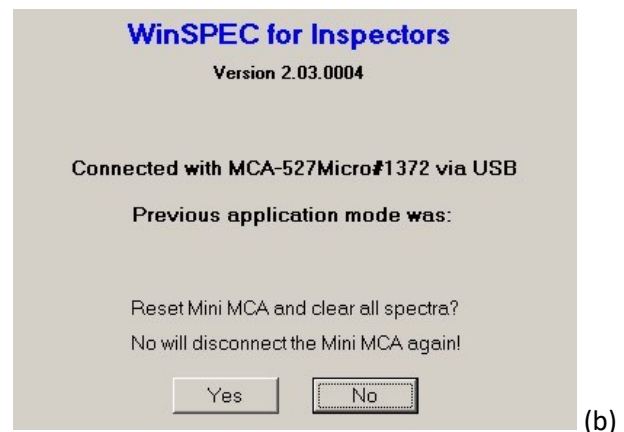 WinSPEC for Inspectors
Version 2.03.0004
Connected with MCA-527Micro#1372 via USB
Previous application mode was:
Reset Mini MCA and clear all spectra?
No will disconnect the Mini MCA again!
Yes No
(b)